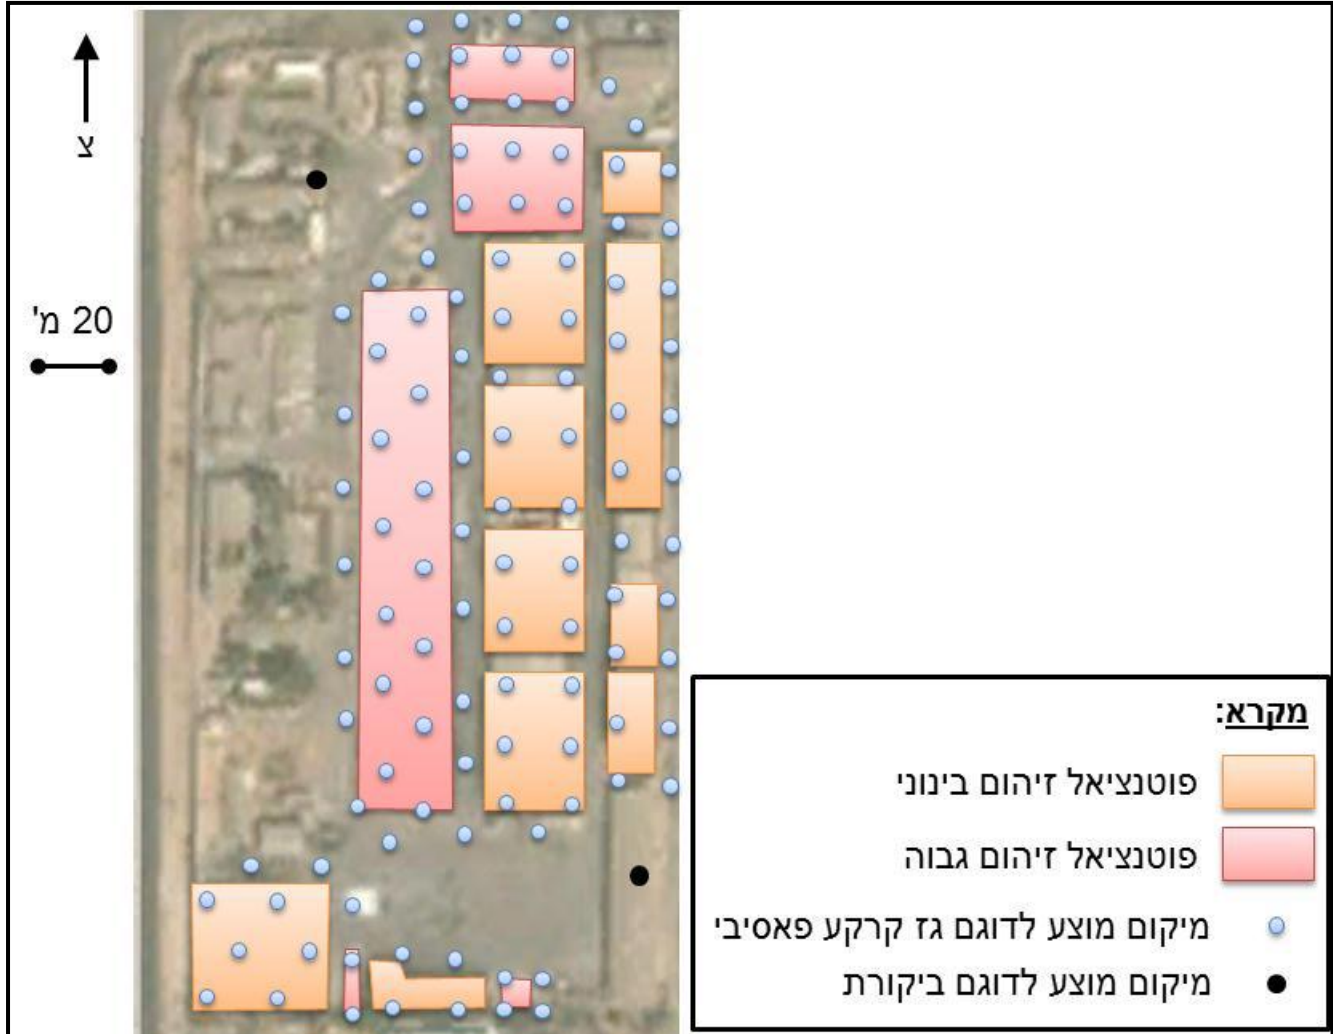 צ
20 מ'
מקרא:
פוטנציאל זיהום בינוני
פוטנציאל זיהום גבוה
מיקום מוצע לדוגם גז קרקע פאסיבי
מיקום מוצע לדוגם ביקורת